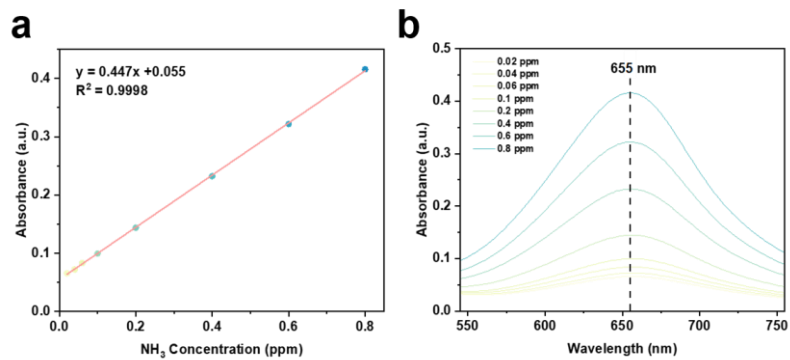 a
y = 0.447x +0.055
R² = 0.9998
Absorbance (a.u.)
0.4
0.3
0.2
0.1
0.0
0.0 0.2 0.4 0.6 0.8
NH₃ Concentration (ppm)
b
655 nm
0.02 ppm
0.04 ppm
0.06 ppm
0.1 ppm
0.2 ppm
0.4 ppm
0.6 ppm
0.8 ppm
Absorbance (a.u.)
0.5
0.4
0.3
0.2
0.1
0.0
550 600 650 700 750
Wavelength (nm)